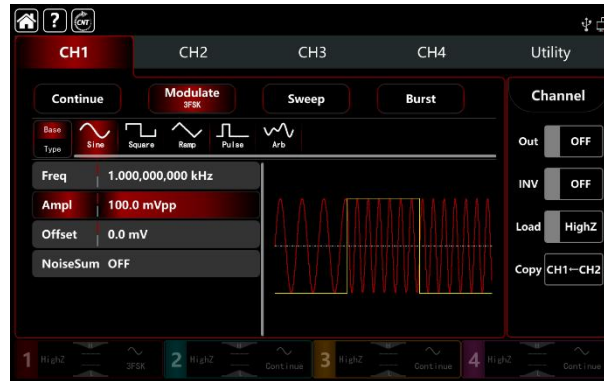 ? CNT
CH1 CH2 CH3 CH4 Utility
Continue Modulate Sweep Burst Channel
3FSK
Base
Type Sine Square Ramp Pulse Arb
Out OFF
Freq 1.000,000,000 kHz
INV OFF
Ampl 100.0 mVpp
Load HighZ
Offset 0.0 mV
NoiseSum OFF
Copy CH1←CH2
1 HighZ 3FSK 2 HighZ Continue 3 HighZ Continue 4 HighZ Continue